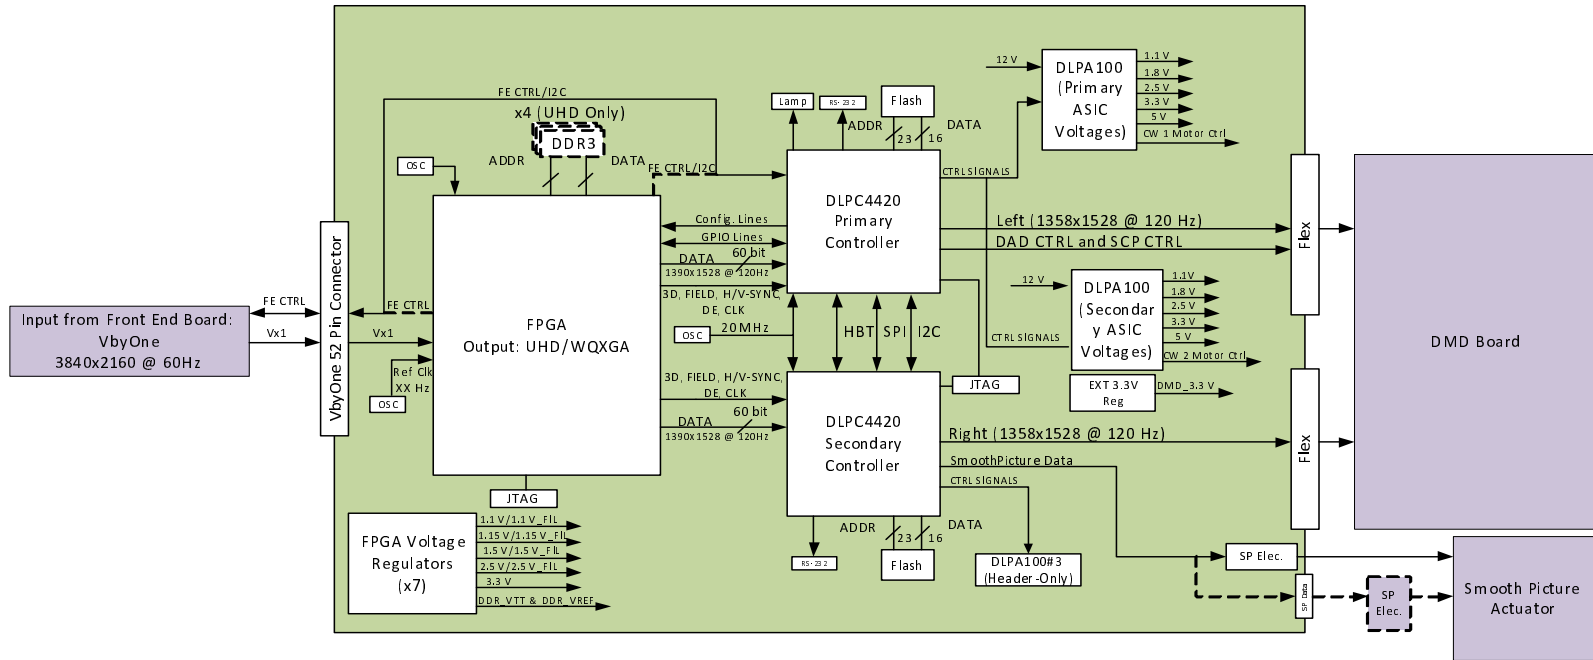 Input from Front End Board:
VbyOne
3840x2160 @ 60Hz
FE CTRL
Vx1
VbyOne 52 Pin Connector
FE CTRL
Vx1
Ref Clk
XX Hz
OSC
OSC
FE CTRL/I2C
x4 (UHD Only)
DDR3
ADDR
DATA
FE CTRL/I2C
FPGA
Output: UHD/WQXGA
JTAG
FPGA Voltage
Regulators
(x7)
1.1 V/1.1 V_FIL
1.15 V/1.15 V_FIL
1.5 V/1.5 V_FIL
2.5 V/2.5 V_FIL
3.3 V
DDR_VTT & DDR_VREF
Config. Lines
GPIO Lines
60 bit
DATA
1390x1528 @ 120Hz
3D, FIELD, H/V-SYNC,
DE, CLK
OSC
20MHz
3D, FIELD, H/V-SYNC,
DE, CLK
60 bit
DATA
1390x1528 @ 120Hz
Lamp
RS-232
Flash
ADDR
23
16
DATA
DLPC4420
Primary
Controller
HBT
SPI
I2C
JTAG
DLPC4420
Secondary
Controller
ADDR
23
16
DATA
RS-232
Flash
CTRL SIGNALS
12 V
DLPA100
(Primary
ASIC
Voltages)
1.1 V
1.8 V
2.5 V
3.3 V
5 V
CW 1 Motor Ctrl
Left (1358x1528 @ 120 Hz)
DAD CTRL and SCP CTRL
12 V
CTRL SIGNALS
DLPA100
(Secondar
y ASIC
Voltages)
1.1V
1.8 V
2.5 V
3.3 V
5 V
CW 2 Motor Ctrl
EXT 3.3V
Reg
DMD_3.3 V
Right (1358x1528 @ 120 Hz)
SmoothPicture Data
CTRL SIGNALS
DLPA100#3
(Header-Only)
Flex
Flex
DMD Board
SP Elec.
SP Data
SP
Elec.
Smooth Picture
Actuator